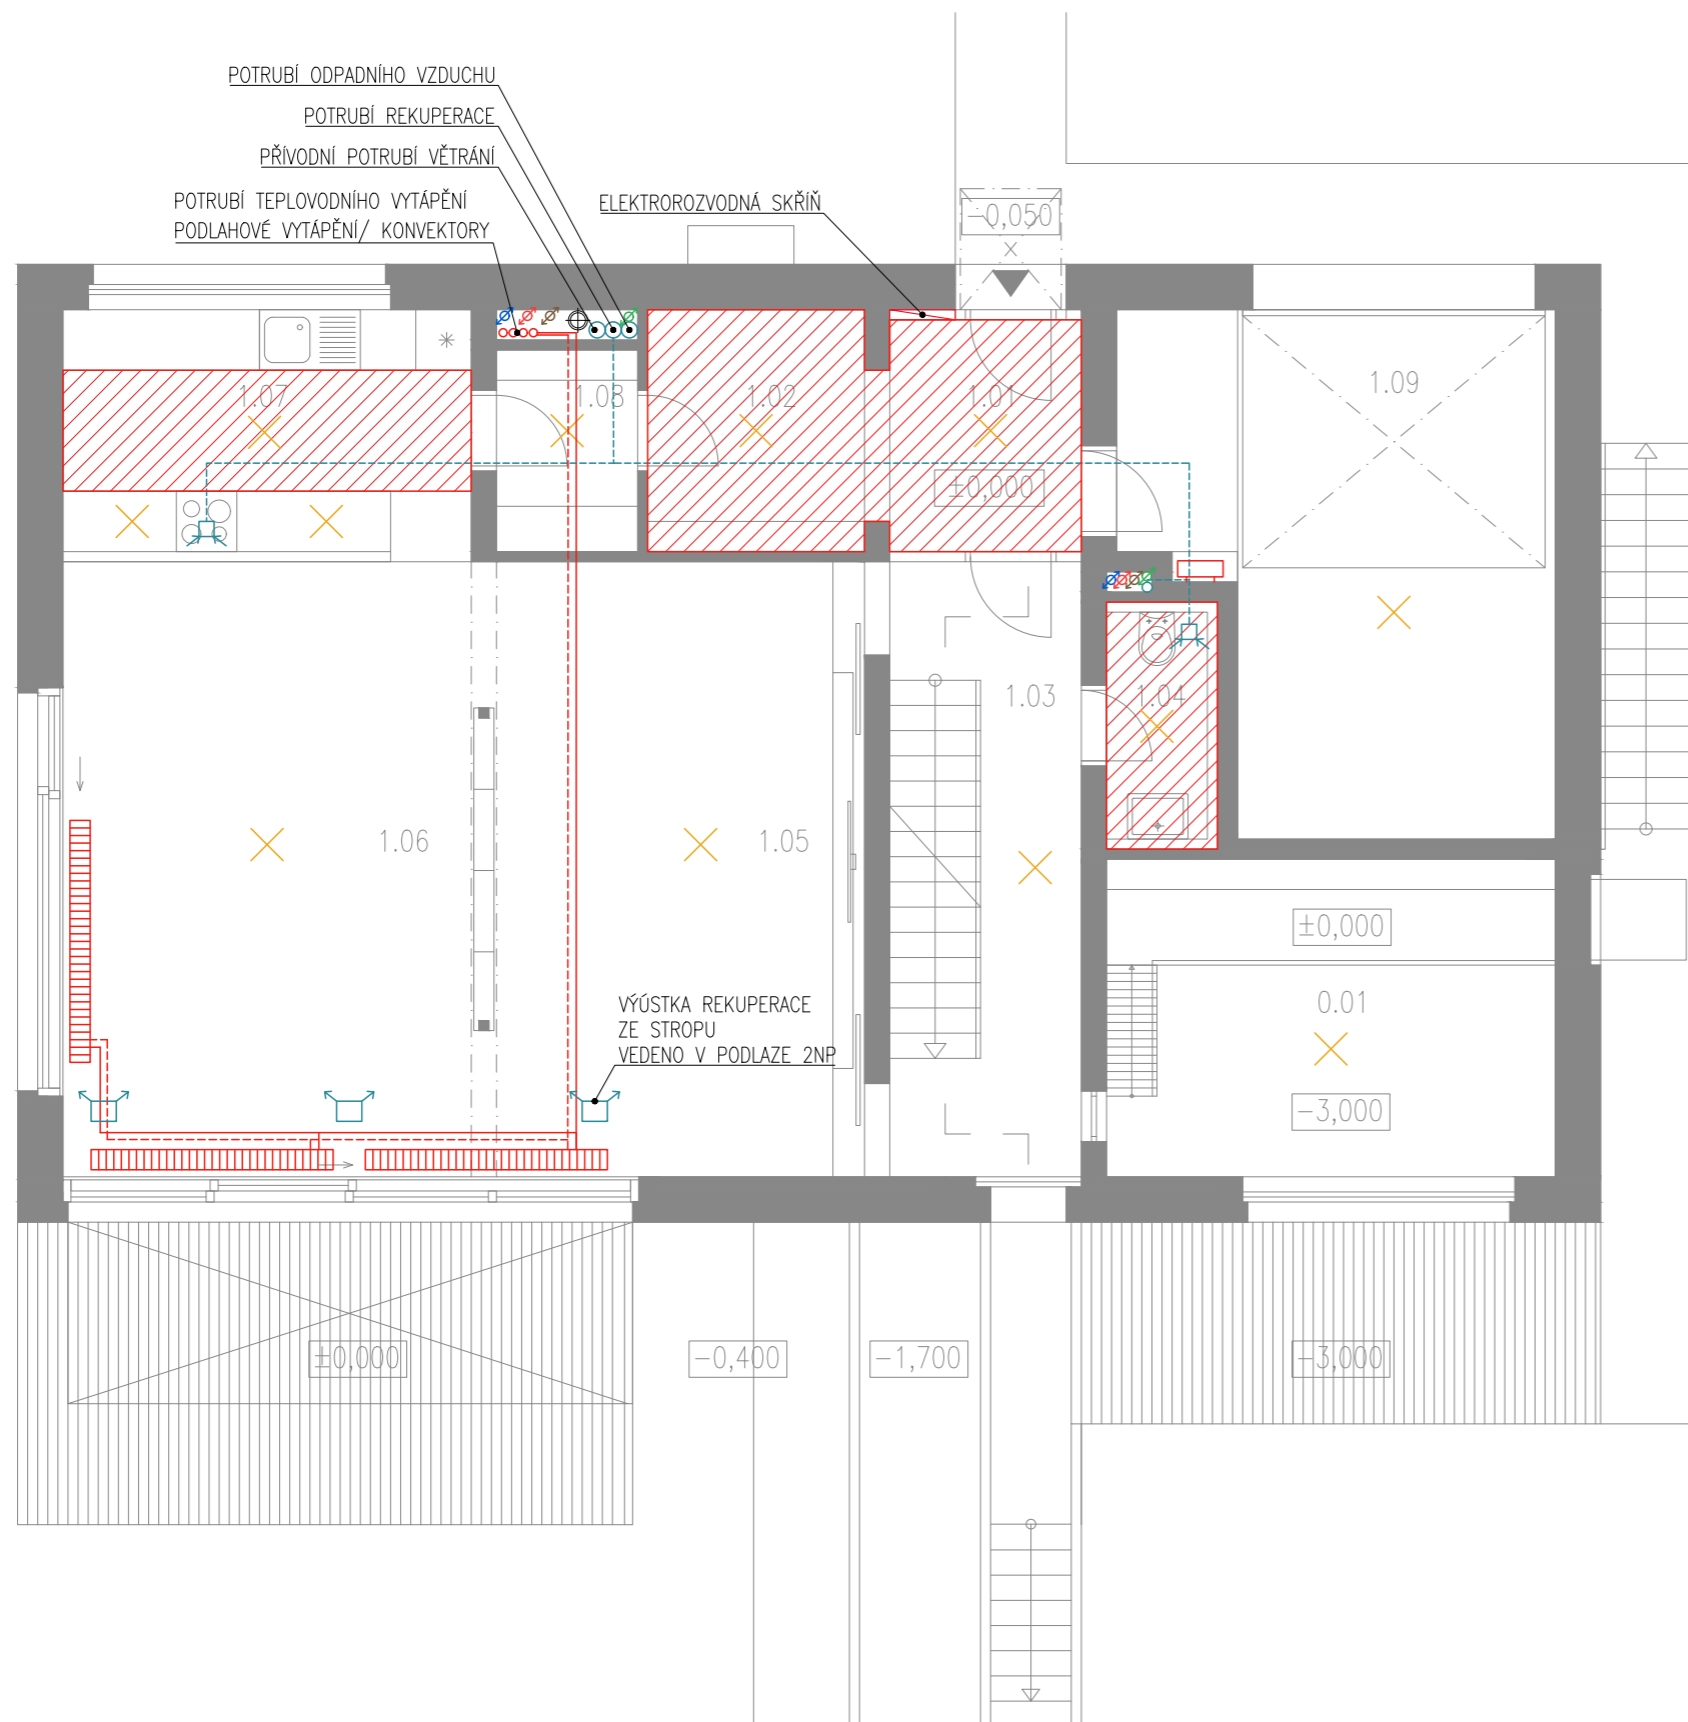 POTRUBÍ ODPADNÍHO VZDUCHU
POTRUBÍ REKUPERACE
PŘÍVODNÍ POTRUBÍ VĚTRÁNÍ
POTRUBÍ TEPLOVODNÍHO VYTÁPĚNÍ
PODLAHOVÉ VYTÁPĚNÍ/ KONVEKTORY
ELEKTROROZVODNÁ SKŘÍŇ
-0,050
1.07
1.08
1.02
1.01
1.09
±0,000
1.03
1.04
1.06
1.05
±0,000
0.01
VÝÚSTKA REKUPERACE
ZE STROPU
VEDENO V PODLAZE 2NP
-3,000
±0,000
-0,400
-1,700
-3,000